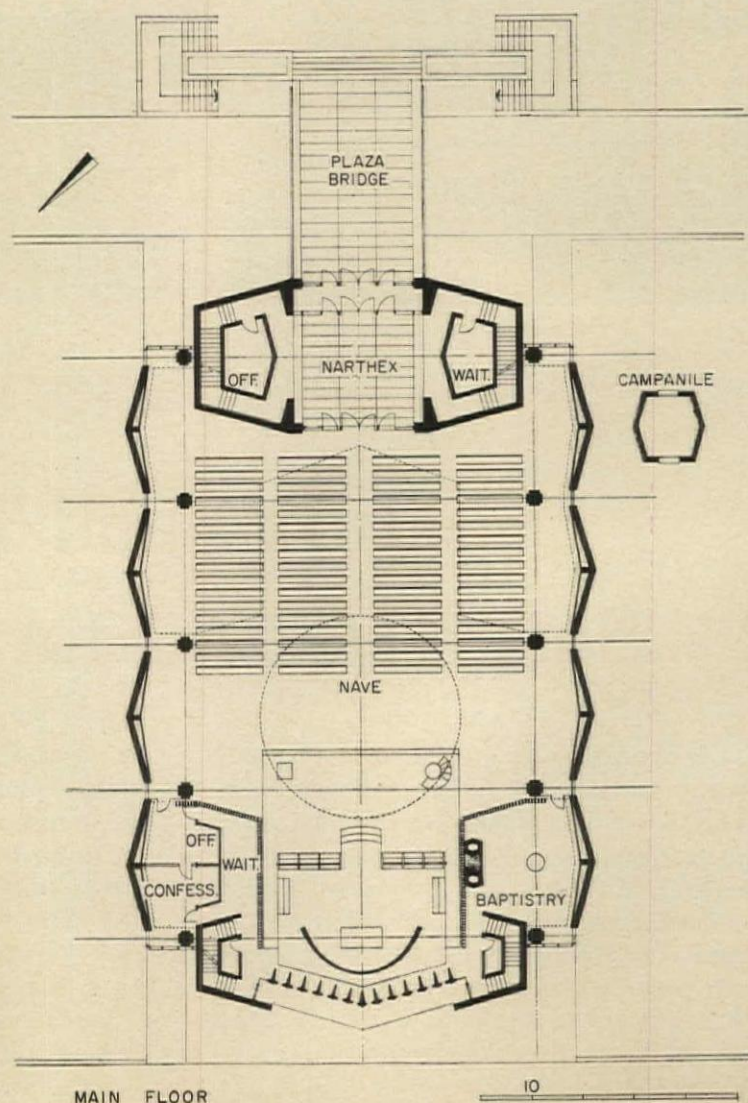 PLAZA
BRIDGE
OFF.
NARTHEX
WAIT.
CAMPANILE
NAVE
OFF.
WAIT.
CONFESS.
BAPTISTRY
MAIN FLOOR
10